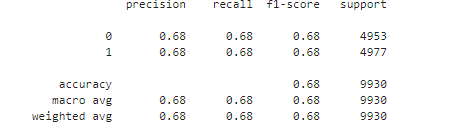 precision recall f1-score support
0 0.68 0.68 0.68 4953
1 0.68 0.68 0.68 4977
accuracy 0.68 9930
macro avg 0.68 0.68 0.68 9930
weighted avg 0.68 0.68 0.68 9930